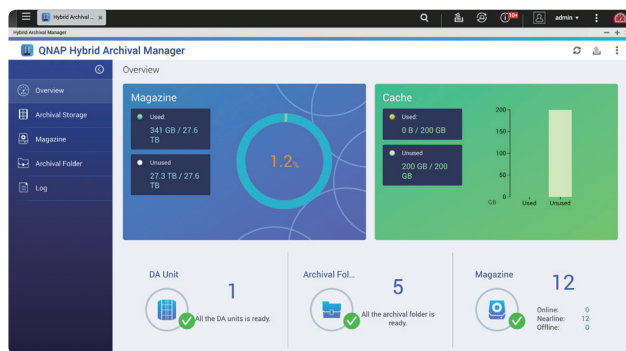 Hybrid Archival ... x
10+
admin
Hybrid Archival Manager
QNAP Hybrid Archival Manager
Overview
Archival Storage
Magazine
Archival Folder
Log
Overview
Magazine
Used
341 GB / 27.6
TB
Unused
27.3 TB / 27.6
TB
1.2%
Cache
Used:
0 B / 200 GB
Unused
200 GB / 200
GB
200
150
100
50
0
GB
Used
Unused
DA Unit
1
All the DA units is ready.
Archival Fol...
5
All the archival folder is
ready.
Magazine
12
Online: 0
Nearline: 12
Offline: 0